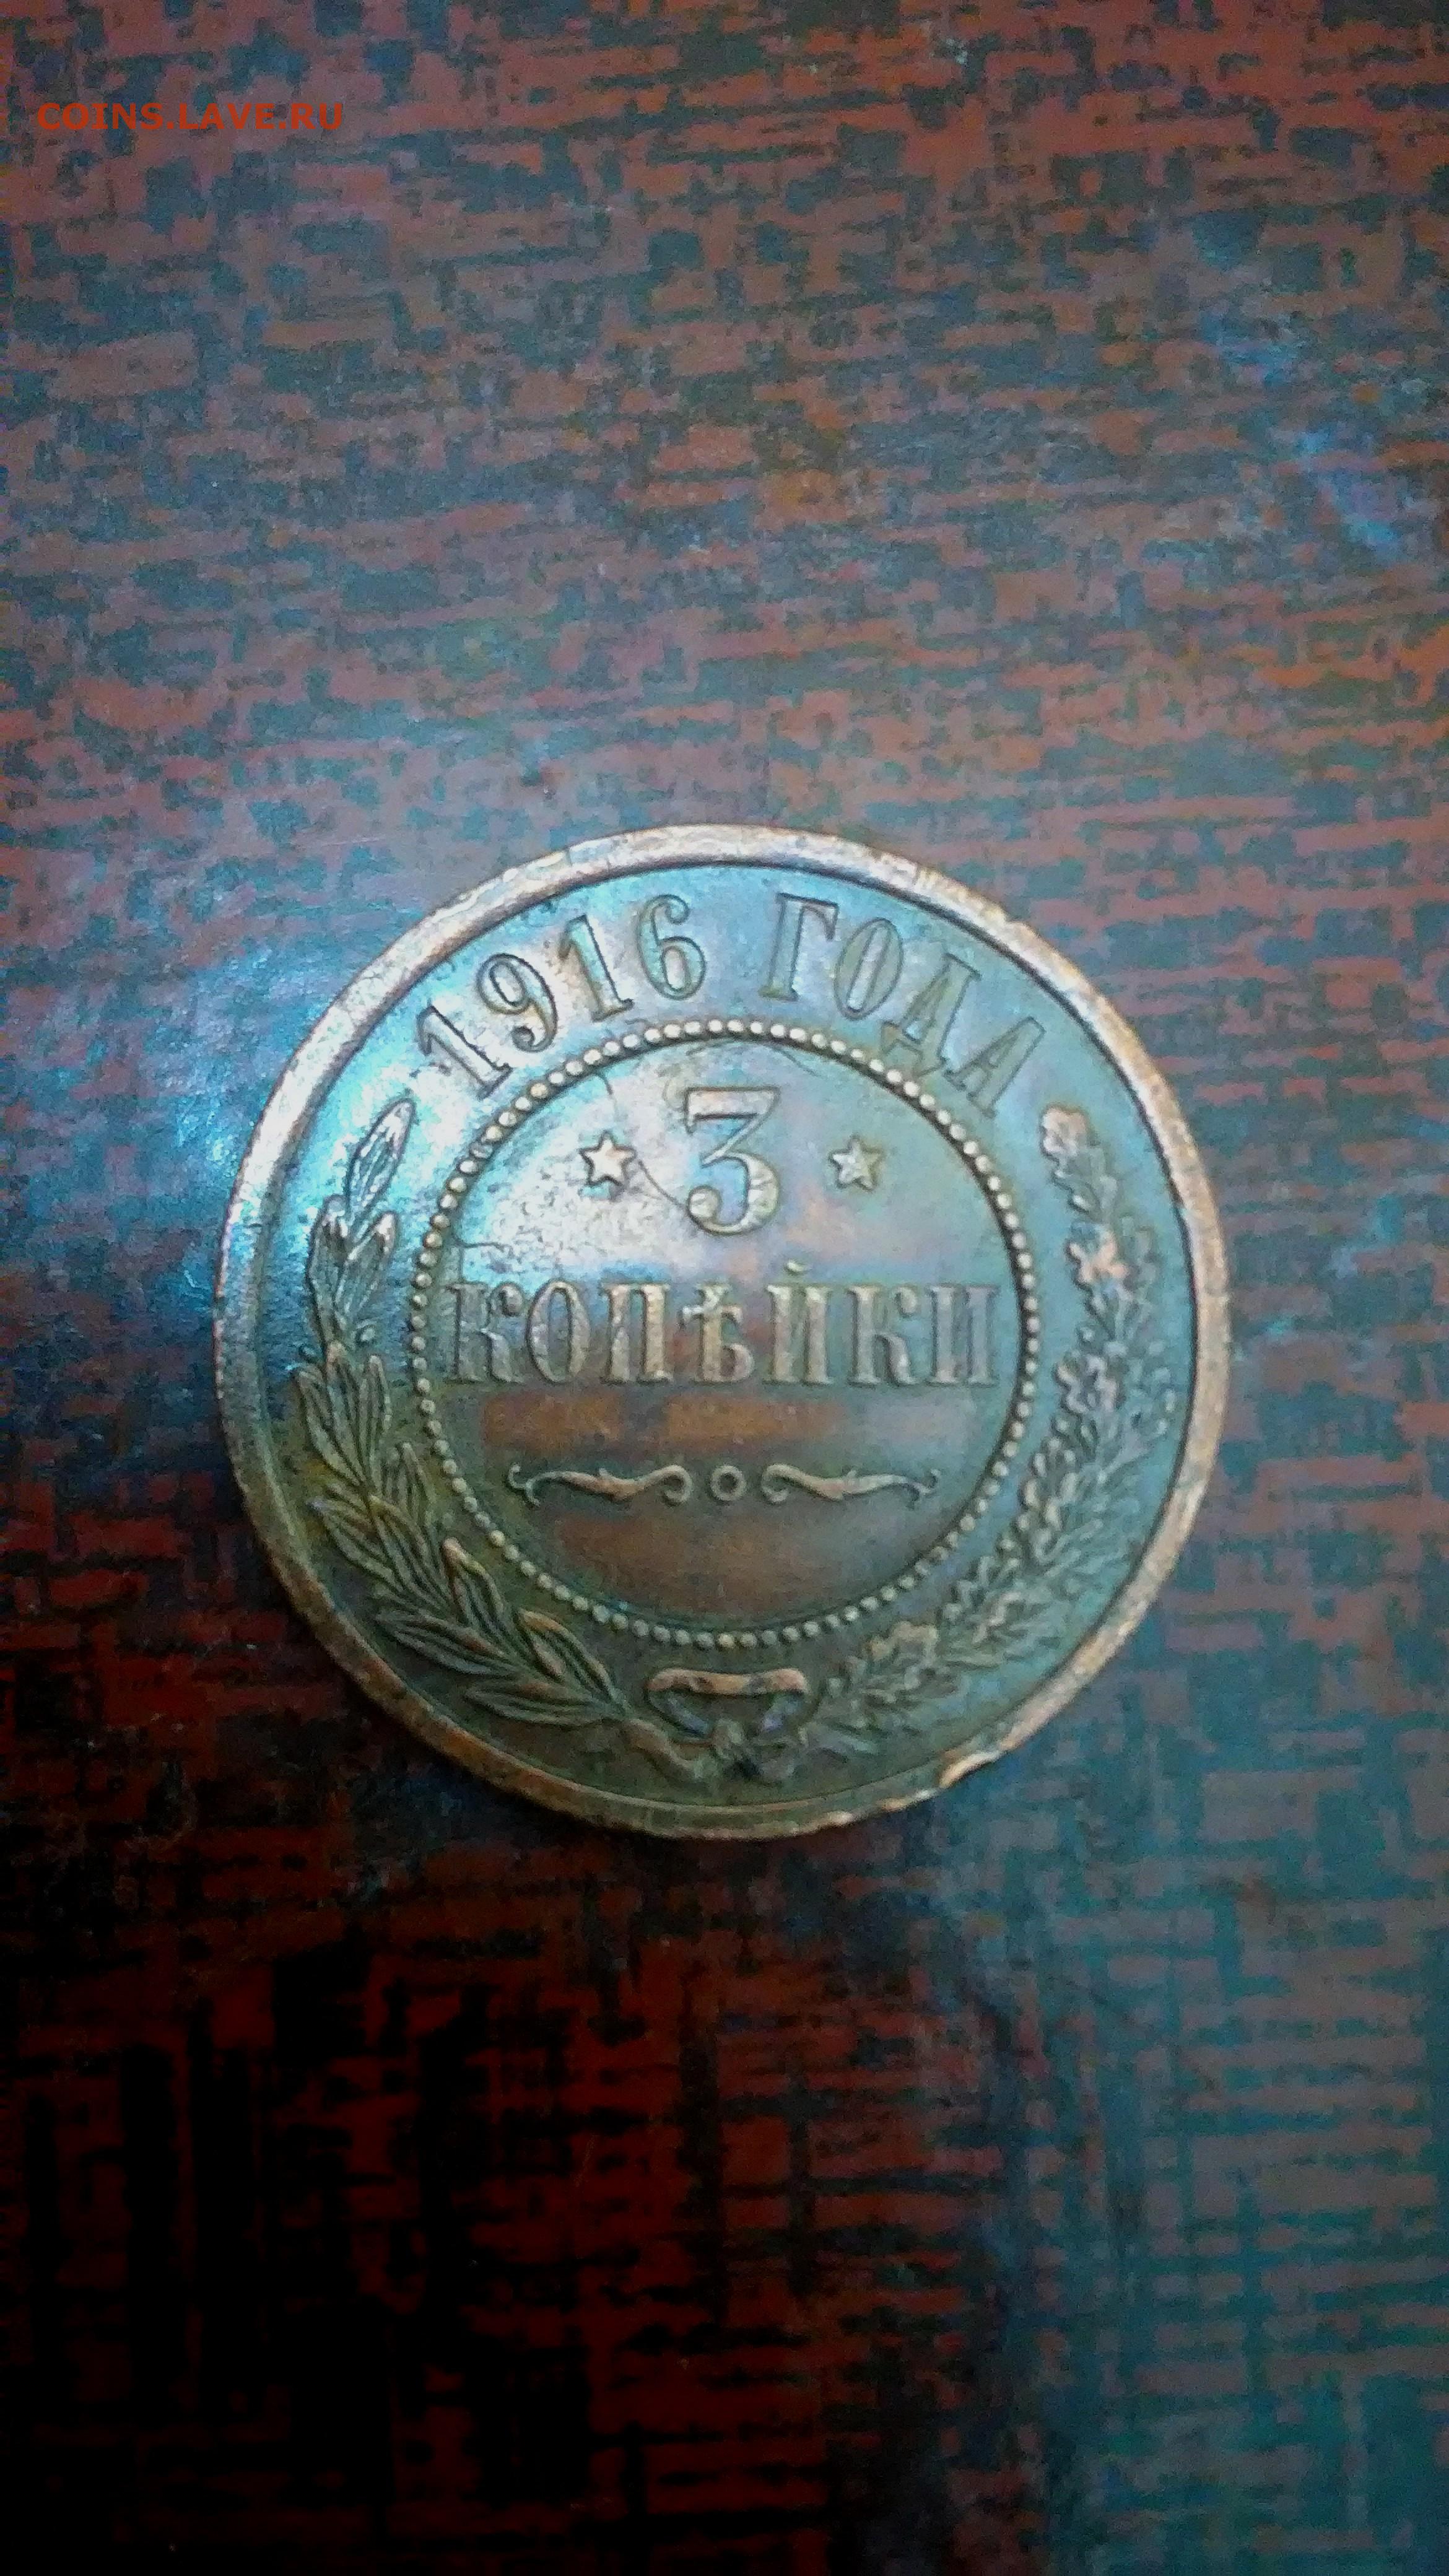 COINS.LAVE.RU
1916 ГОДА
3
КОПѢЙКИ